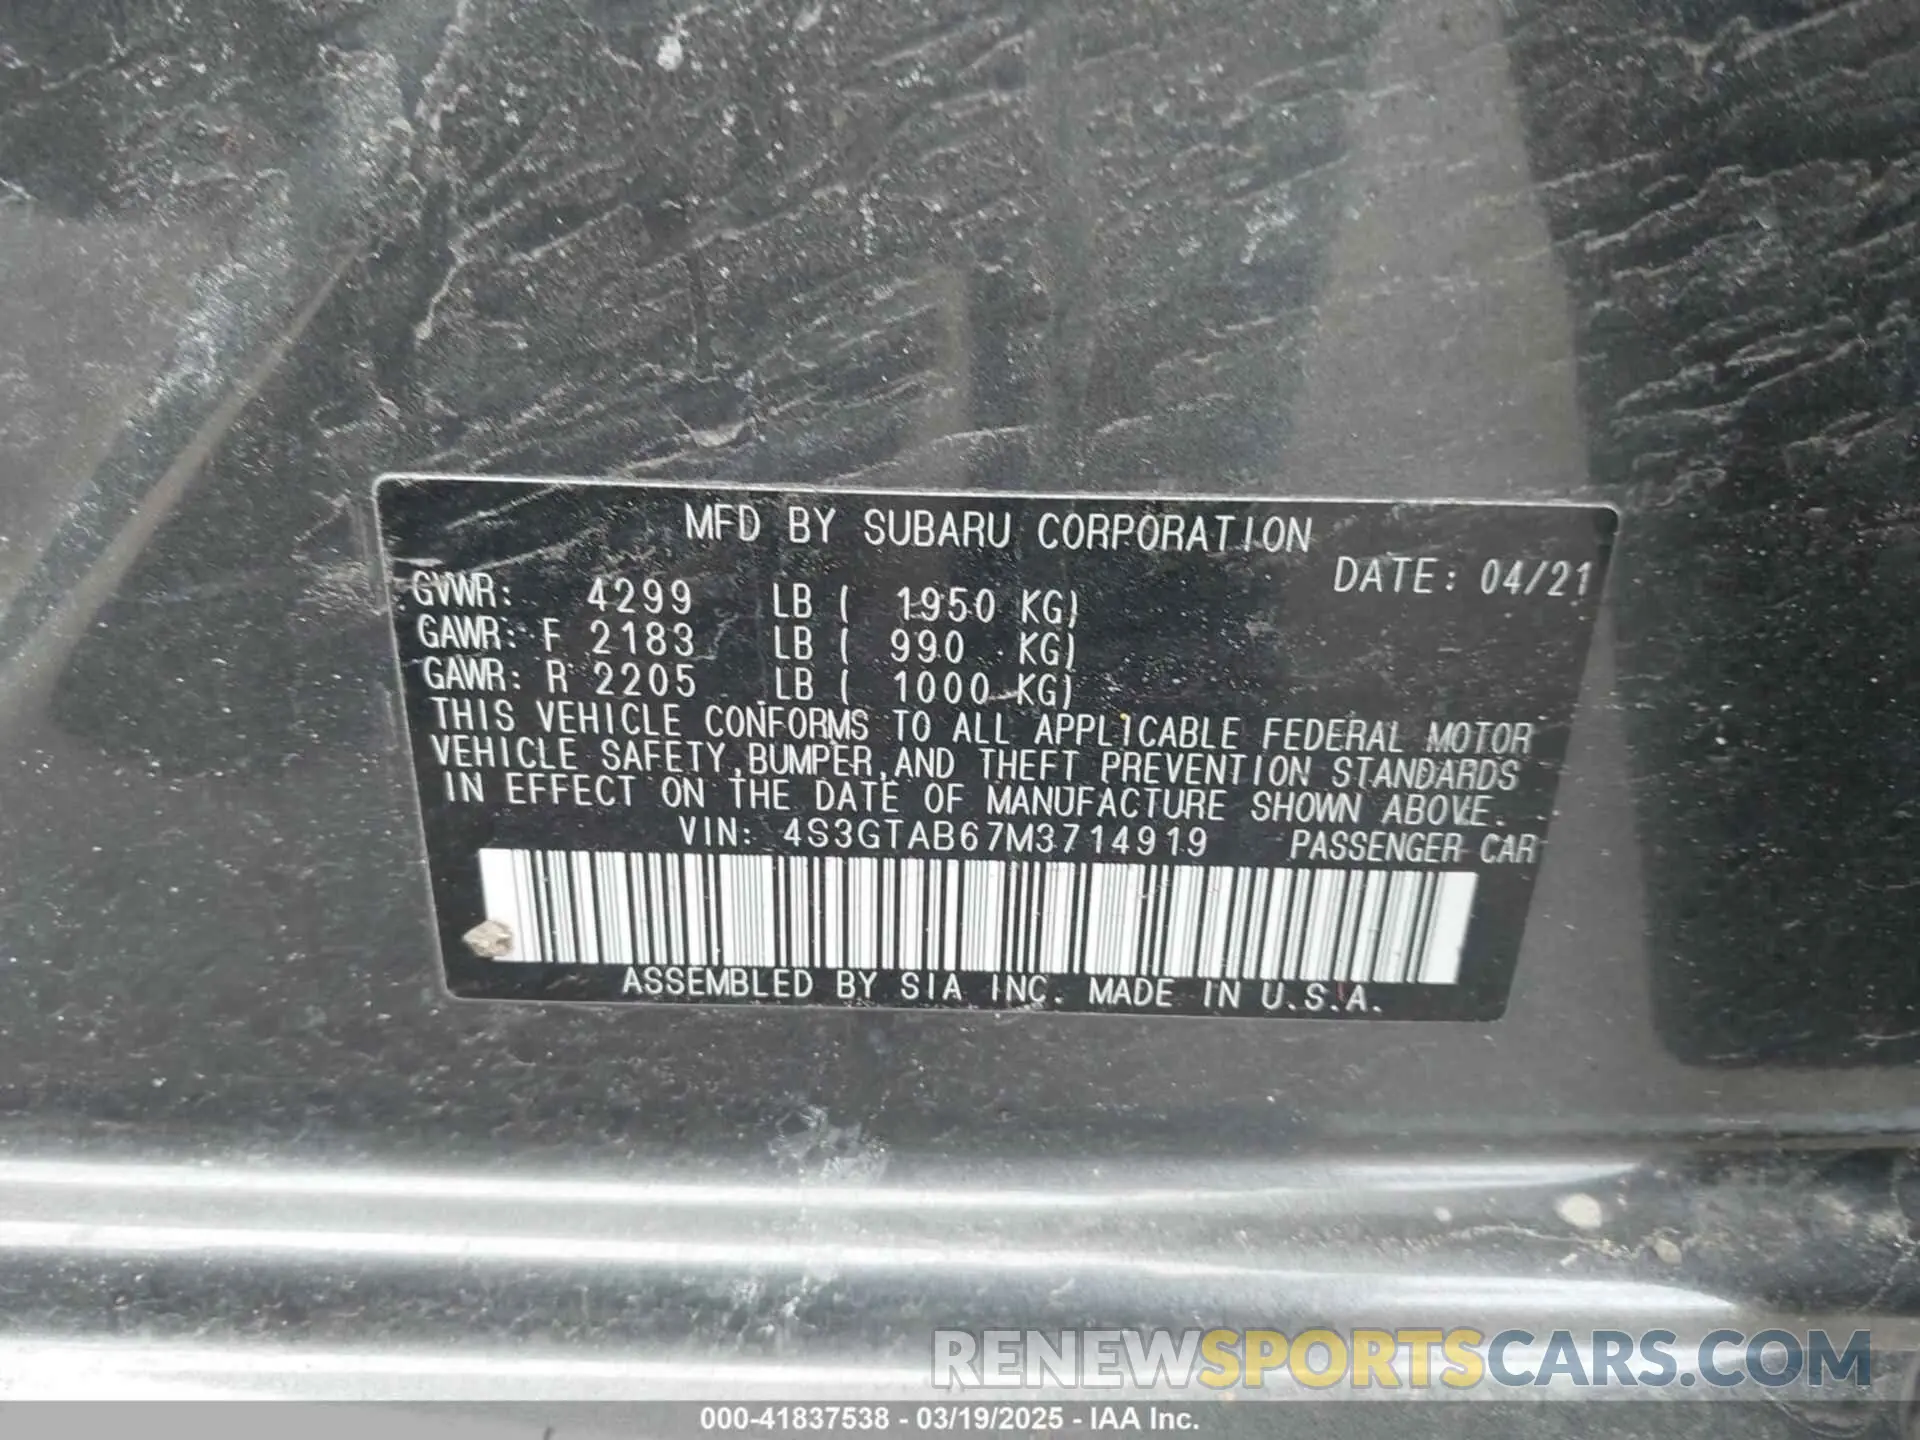 MFD BY SUBARU CORPORATION
DATE: 04/21
GVWR: 4299 LB ( 1950 KG)
GAWR: F 2183 LB ( 990 KG)
GAWR: R 2205 LB ( 1000 KG)
THIS VEHICLE CONFORMS TO ALL APPLICABLE FEDERAL MOTOR
VEHICLE SAFETY, BUMPER, AND THEFT PREVENTION STANDARDS
IN EFFECT ON THE DATE OF MANUFACTURE SHOWN ABOVE.
VIN: 4S3GTAB67M3714919 PASSENGER CAR
ASSEMBLED BY SIA INC. MADE IN U.S.A.
RENEWSPORTSCARS.COM
000-41837538 - 03/19/2025 - IAA Inc.